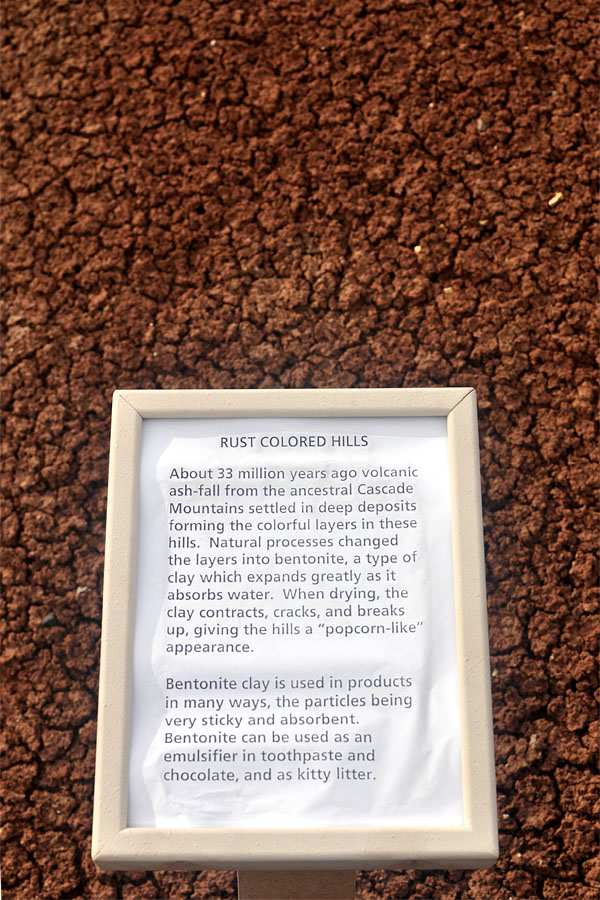 RUST COLORED HILLS
About 33 million years ago volcanic
ash-fall from the ancestral Cascade
Mountains settled in deep deposits
forming the colorful layers in these
hills. Natural processes changed
the layers into bentonite, a type of
clay which expands greatly as it
absorbs water. When drying, the
clay contracts, cracks, and breaks
up, giving the hills a “popcorn-like”
appearance.
Bentonite clay is used in products
in many ways, the particles being
very sticky and absorbent.
Bentonite can be used as an
emulsifier in toothpaste and
chocolate, and as kitty litter.